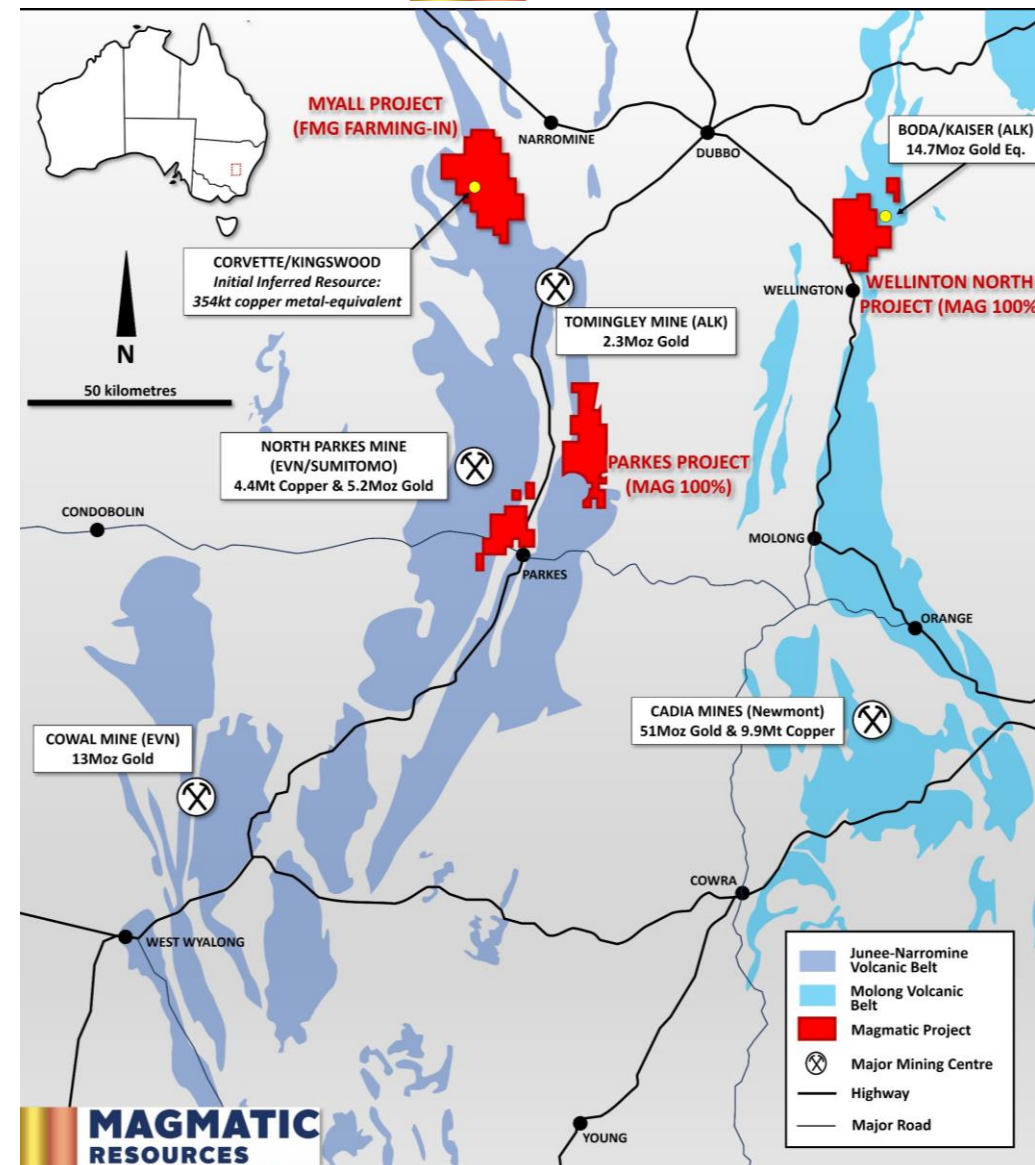 MYALL PROJECT
(FMG FARMING-IN)
NARROMINE
DUBBO
BODA/KAISER (ALK)
14.7Moz Gold Eq.
CORVETTE/KINGSWOOD
Initial Inferred Resource:
354kt copper metal-equivalent
WELLINGTON
WELLINTON NORTH
PROJECT (MAG 100%
TOMINGLEY MINE (ALK)
2.3Moz Gold
N
50 kilometres
NORTH PARKES MINE
(EVN/SUMITOMO)
4.4Mt Copper & 5.2Moz Gold
PARKES PROJECT
(MAG 100%)
CONDOBOLIN
PARKES
MOLONG
ORANGE
CADIA MINES (Newmont)
51Moz Gold & 9.9Mt Copper
COWAL MINE (EVN)
13Moz Gold
COWRA
WEST WYALONG
YOUNG
Junee-Narromine
Volcanic Belt
Molong Volcanic
Belt
Magmatic Project
Major Mining Centre
Highway
Major Road
MAGMATIC
RESOURCES